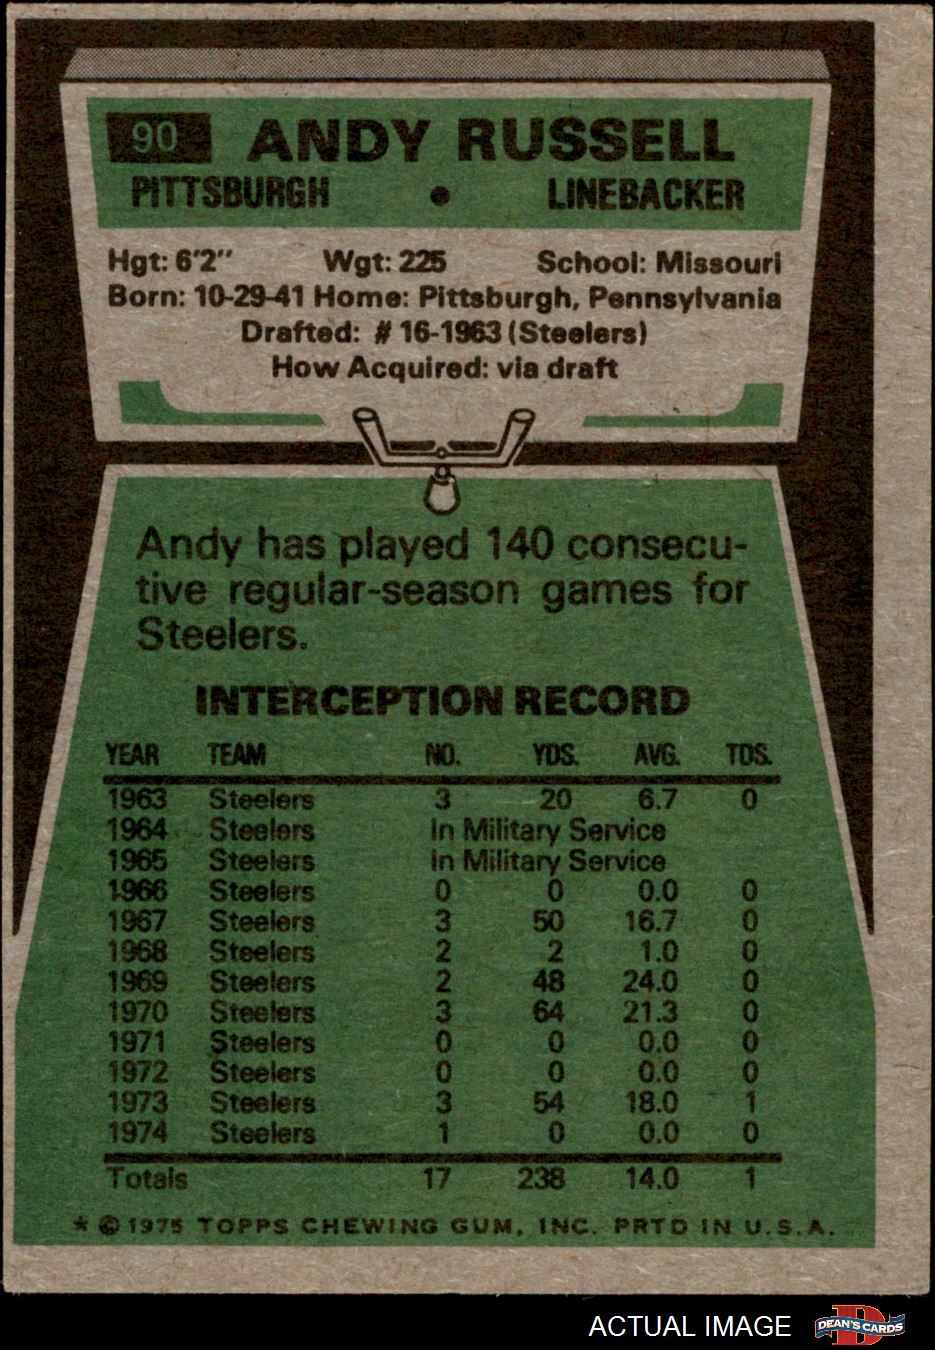 90 ANDY RUSSELL
PITTSBURGH • LINEBACKER
Hgt: 6'2" Wgt: 225 School: Missouri
Born: 10-29-41 Home: Pittsburgh, Pennsylvania
Drafted: # 16-1963 (Steelers)
How Acquired: via draft
Andy has played 140 consecu-
tive regular-season games for
Steelers.
INTERCEPTION RECORD
YEAR TEAM NO. YDS. AVG. TDS.
1963 Steelers 3 20 6.7 0
1964 Steelers In Military Service
1965 Steelers In Military Service
1966 Steelers 0 0 0.0 0
1967 Steelers 3 50 16.7 0
1968 Steelers 2 2 1.0 0
1969 Steelers 2 48 24.0 0
1970 Steelers 3 64 21.3 0
1971 Steelers 0 0 0.0 0
1972 Steelers 0 0 0.0 0
1973 Steelers 3 54 18.0 1
1974 Steelers 1 0 0.0 0
Totals 17 238 14.0 1
* © 1975 TOPPS CHEWING GUM, INC. PRTD IN U.S.A.
ACTUAL IMAGE DEAN'S CARDS